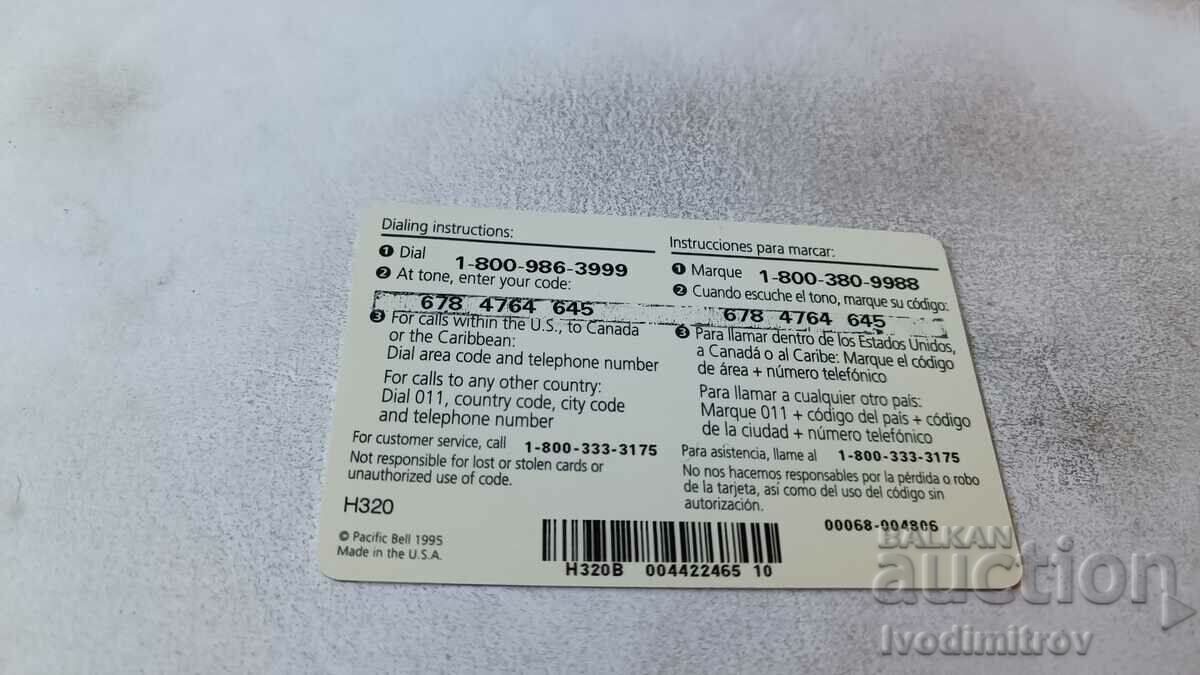 Dialing instructions:
❶ Dial 1-800-986-3999
❷ At tone, enter your code:
678 4764 645
❸ For calls within the U.S., to Canada
or the Caribbean:
Dial area code and telephone number
For calls to any other country:
Dial 011, country code, city code
and telephone number
For customer service, call 1-800-333-3175
Not responsible for lost or stolen cards or
unauthorized use of code.
H320
© Pacific Bell 1995
Made in the U.S.A.
Instrucciones para marcar:
❶ Marque 1-800-380-9988
❷ Cuando escuche el tono, marque su código:
678 4764 645
❸ Para llamar dentro de los Estados Unidos,
a Canadá o al Caribe: Marque el código
de área + número telefónico
Para llamar a cualquier otro país:
Marque 011 + código del país + código
de la ciudad + número telefónico
Para asistencia, llame al 1-800-333-3175
No nos hacemos responsables por la pérdida o robo
de la tarjeta, así como del uso del código sin
autorización.
00068-004806
H320B 004422465 10
BALKAN
auction
Ivodimitrov